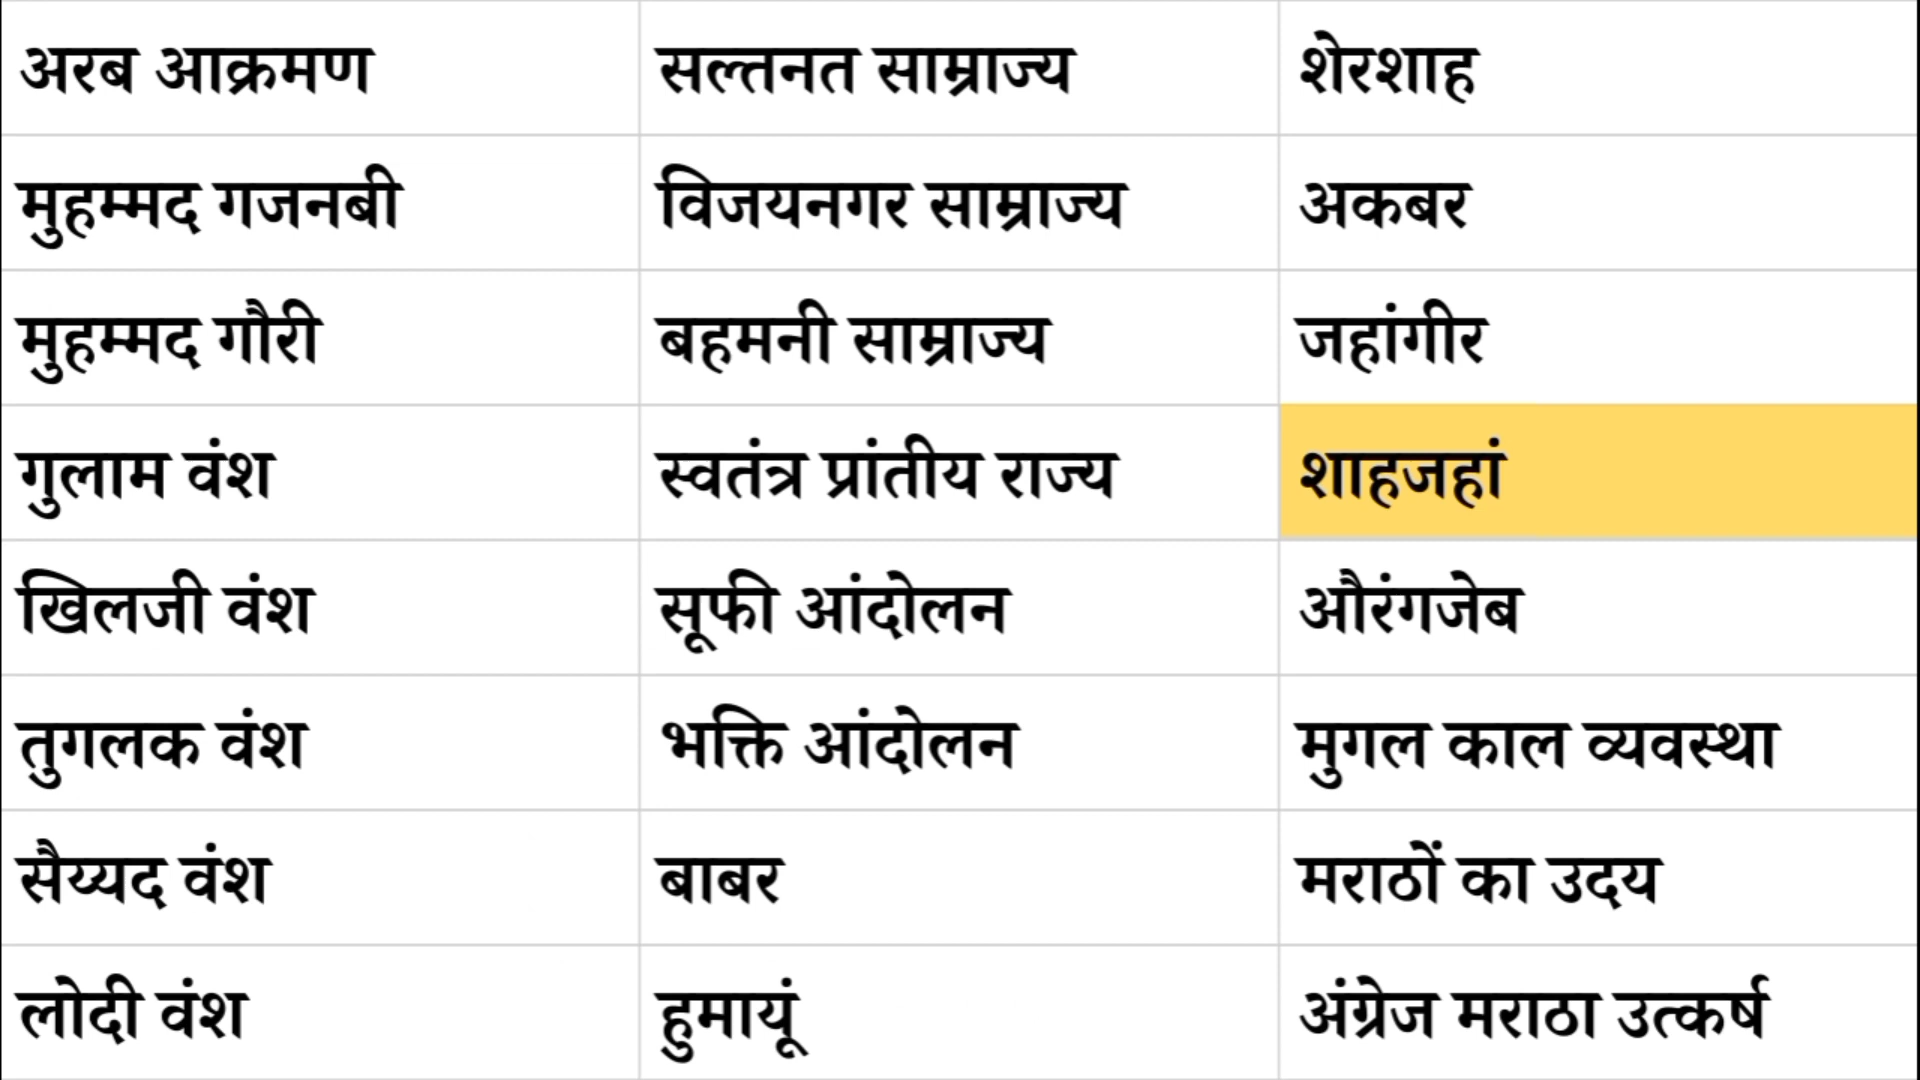 अरब आक्रमण सल्तनत साम्राज्य शेरशाह
मुहम्मद गजनबी विजयनगर साम्राज्य अकबर
मुहम्मद गौरी बहमनी साम्राज्य जहांगीर
गुलाम वंश स्वतंत्र प्रांतीय राज्य शाहजहां
खिलजी वंश सूफी आंदोलन औरंगजेब
तुगलक वंश भक्ति आंदोलन मुगल काल व्यवस्था
सैय्यद वंश बाबर मराठों का उदय
लोदी वंश हुमायूं अंग्रेज मराठा उत्कर्ष